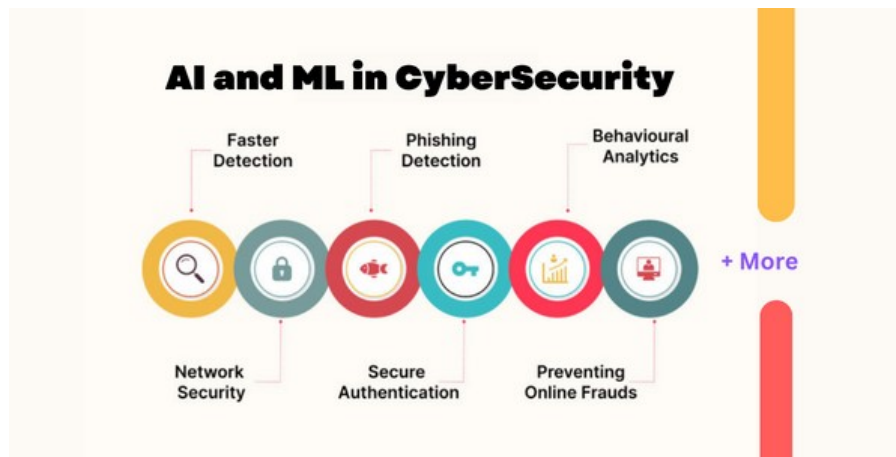 AI and ML in CyberSecurity
Faster
Detection
Phishing
Detection
Behavioural
Analytics
+ More
Network
Security
Secure
Authentication
Preventing
Online Frauds